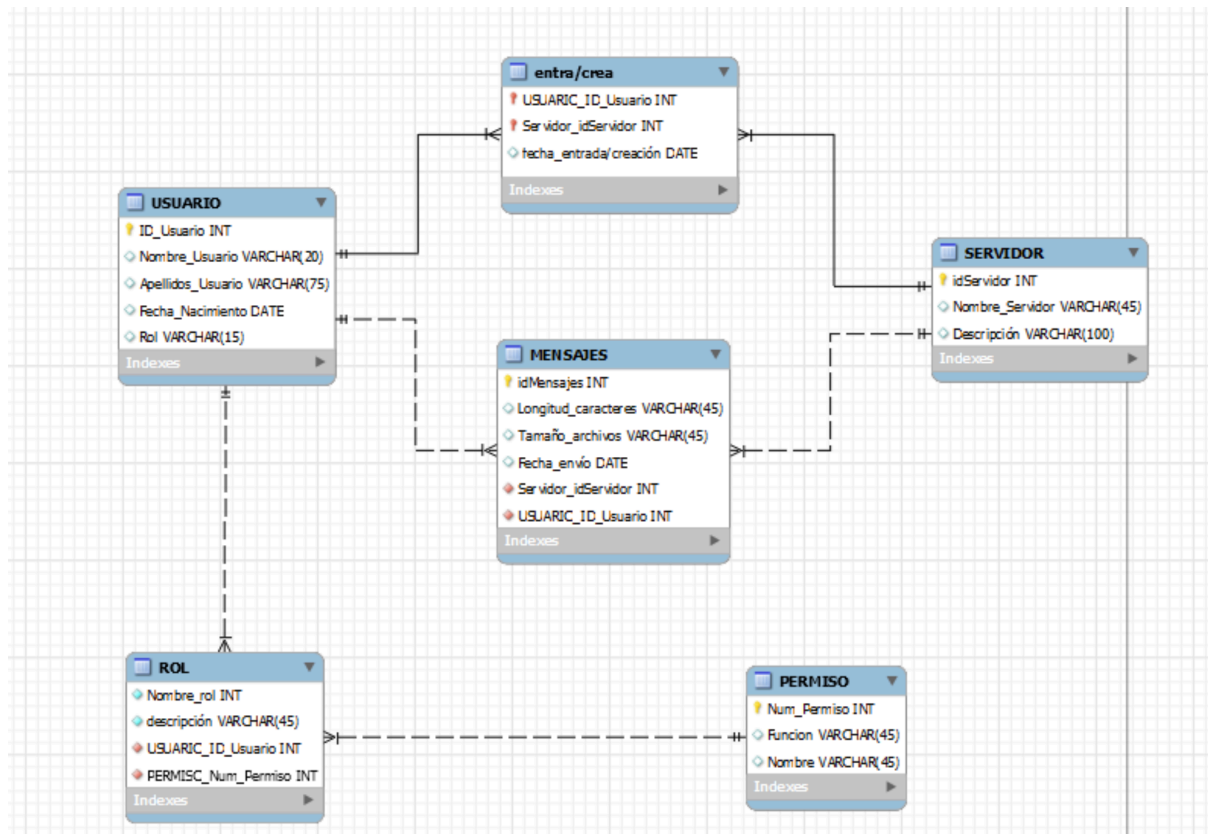 entra/crea
USUARIC_ID_Usuario INT
Servidor_idServidor INT
fecha_entrada/creación DATE
Indexes
USUARIO
ID_Usuario INT
Nombre_Usuario VARCHAR(20)
Apellidos_Usuario VARCHAR(75)
Fecha_Nacimiento DATE
Rol VARCHAR(15)
Indexes
SERVIDOR
idServidor INT
Nombre_Servidor VARCHAR(45)
Descripción VARCHAR(100)
Indexes
MENSAJES
idMensajes INT
Longitud_caracteres VARCHAR(45)
Tamaño_archivos VARCHAR(45)
Fecha_envío DATE
Servidor_idServidor INT
USUARIC_ID_Usuario INT
Indexes
ROL
Nombre_rol INT
descripción VARCHAR(45)
USUARIC_ID_Usuario INT
PERMISC_Num_Permiso INT
Indexes
PERMISO
Num_Permiso INT
Funcion VARCHAR(45)
Nombre VARCHAR(45)
Indexes